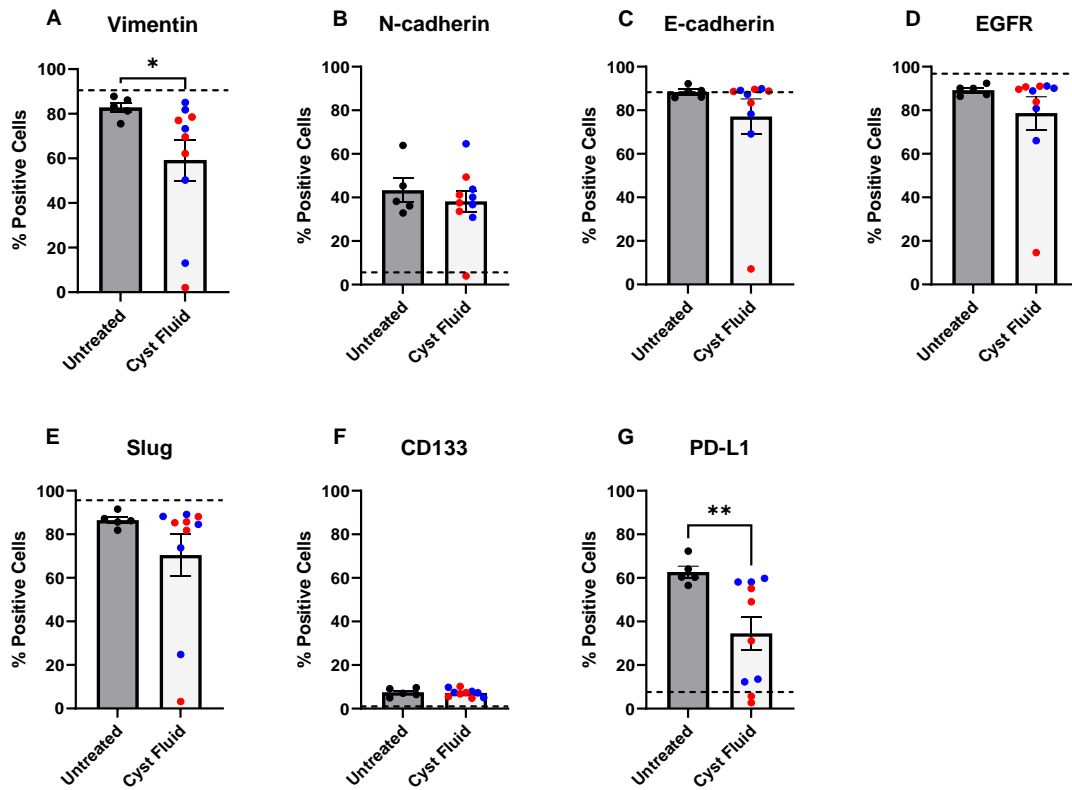 A Vimentin
% Positive Cells
100
80
60
40
20
0
*
Untreated
Cyst Fluid
B N-cadherin
% Positive Cells
100
80
60
40
20
0
Untreated
Cyst Fluid
C E-cadherin
% Positive Cells
100
80
60
40
20
0
Untreated
Cyst Fluid
D EGFR
% Positive Cells
100
80
60
40
20
0
Untreated
Cyst Fluid
E Slug
% Positive Cells
100
80
60
40
20
0
Untreated
Cyst Fluid
F CD133
% Positive Cells
100
80
60
40
20
0
Untreated
Cyst Fluid
G PD-L1
% Positive Cells
100
80
60
40
20
0
**
Untreated
Cyst Fluid